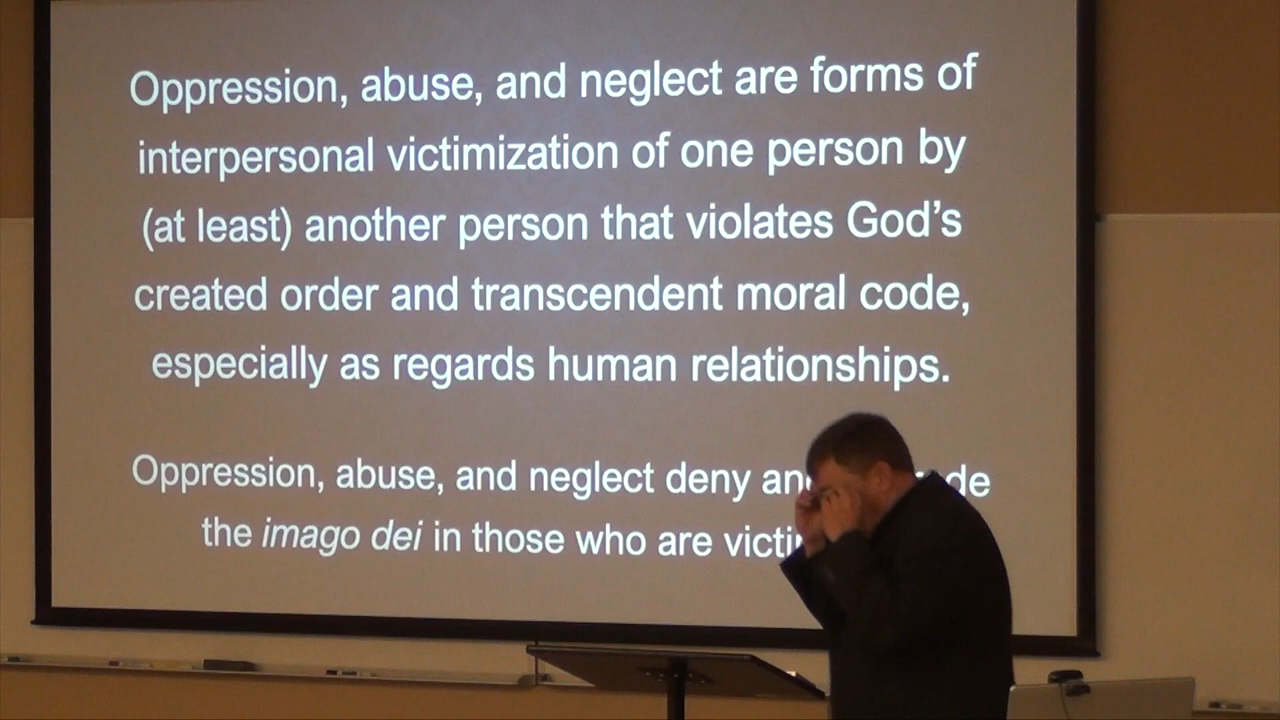 Oppression, abuse, and neglect are forms of
interpersonal victimization of one person by
(at least) another person that violates God’s
created order and transcendent moral code,
especially as regards human relationships.
Oppression, abuse, and neglect deny
the imago dei in those who are